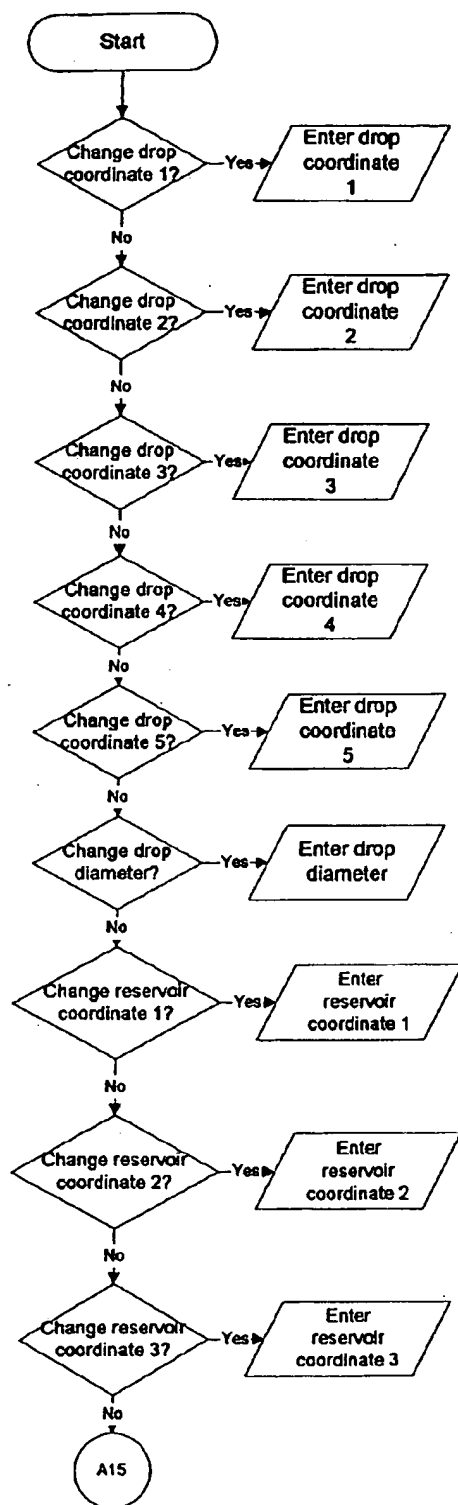 Start
Change drop
coordinate 1?
Yes
Enter drop
coordinate
1
No
Change drop
coordinate 2?
Yes
Enter drop
coordinate
2
No
Change drop
coordinate 3?
Yes
Enter drop
coordinate
3
No
Change drop
coordinate 4?
Yes
Enter drop
coordinate
4
No
Change drop
coordinate 5?
Yes
Enter drop
coordinate
5
No
Change drop
diameter?
Yes
Enter drop
diameter
No
Change reservoir
coordinate 1?
Yes
Enter
reservoir
coordinate 1
No
Change reservoir
coordinate 2?
Yes
Enter
reservoir
coordinate 2
No
Change reservoir
coordinate 3?
Yes
Enter
reservoir
coordinate 3
No
A15